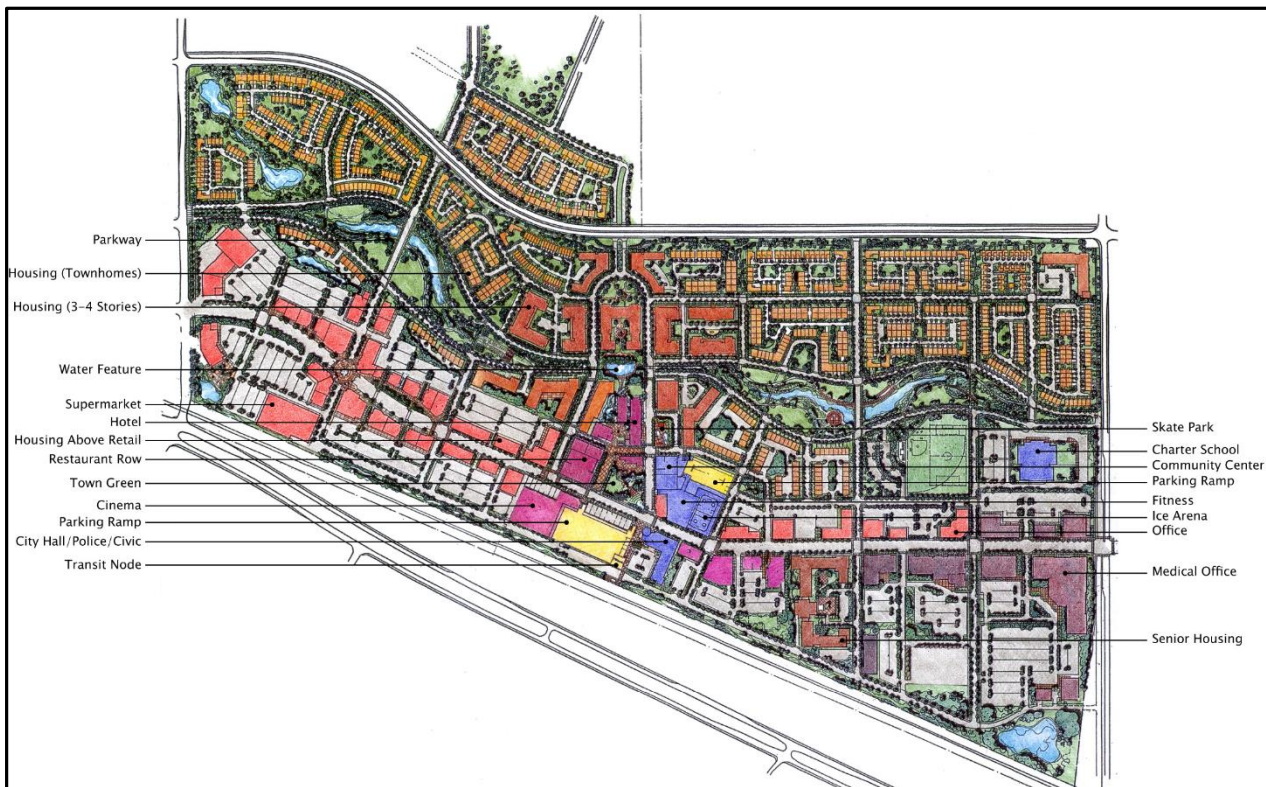 Parkway
Housing (Townhomes)
Housing (3-4 Stories)
Water Feature
Supermarket
Hotel
Housing Above Retail
Restaurant Row
Town Green
Cinema
Parking Ramp
City Hall/Police/Civic
Transit Node
Skate Park
Charter School
Community Center
Parking Ramp
Fitness
Ice Arena
Office
Medical Office
Senior Housing